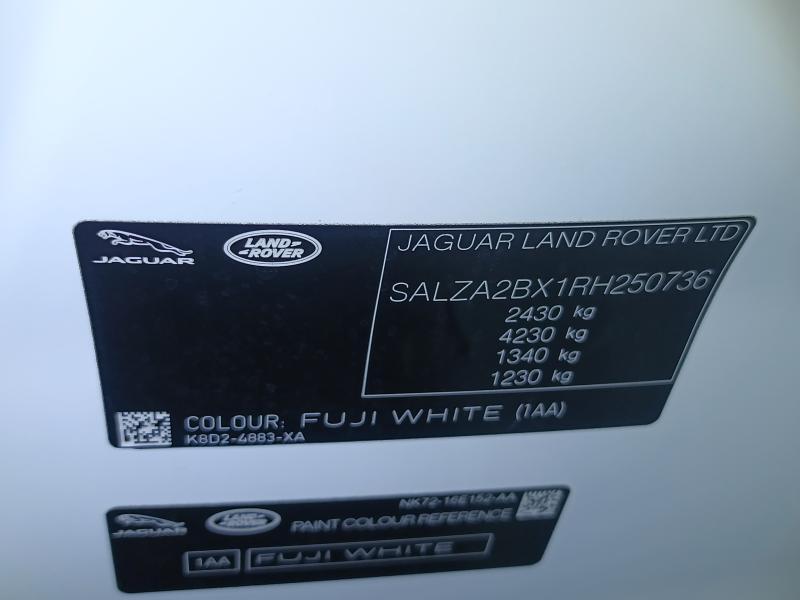 JAGUAR
LAND-
-ROVER
JAGUAR LAND ROVER LTD
SALZA2BX1RH250736
2430 kg
4230 kg
1340 kg
1230 kg
COLOUR: FUJI WHITE (1AA)
K8D2-4883-XA
NK72-16E152-AA
JAGUAR
LAND-
-ROVER
PAINT COLOUR REFERENCE
1AA FUJI WHITE